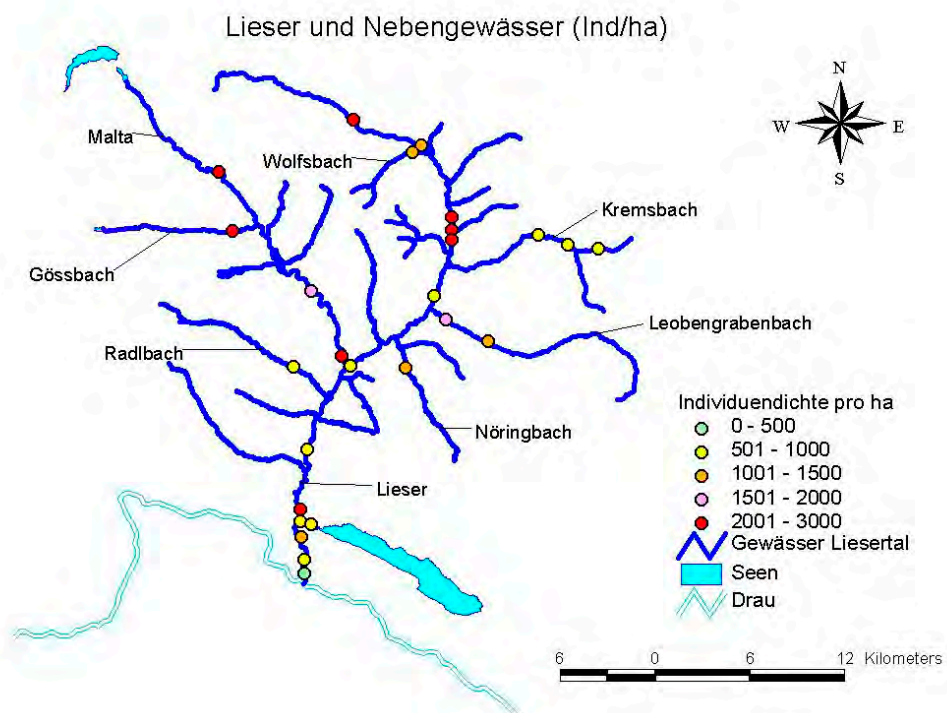 Lieser und Nebengewässer (Ind/ha)
N
W
E
S
Malta
Wolfsbach
Kremsbach
Gössbach
Leobengrabenbach
Radlbach
Nöringbach
Lieser
Individuendichte pro ha
0 - 500
501 - 1000
1001 - 1500
1501 - 2000
2001 - 3000
Gewässer Liesertal
Seen
Drau
6 0 6 12 Kilometers